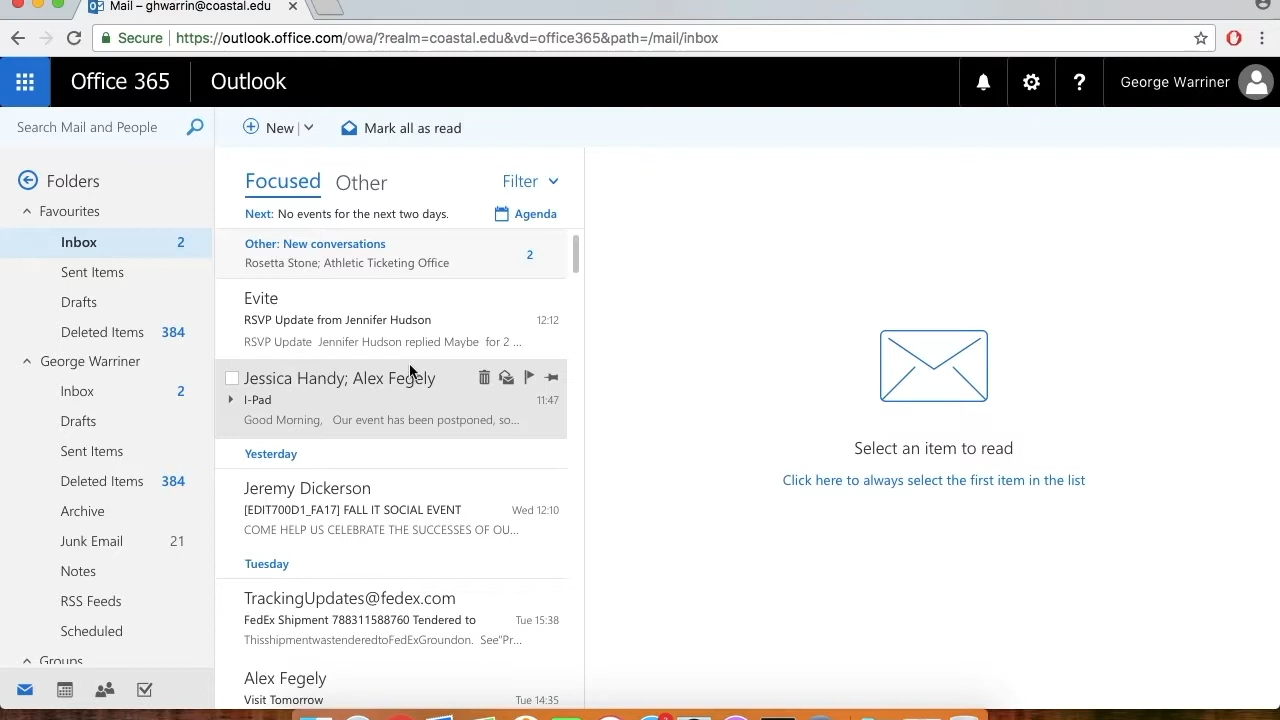 Mail – ghwarrin@coastal.edu
Secure https://outlook.office.com/owa/?realm=coastal.edu&vd=office365&path=/mail/inbox
Office 365 Outlook George Warriner
Search Mail and People
New Mark all as read
Folders
Favourites
Inbox 2
Sent Items
Drafts
Deleted Items 384
George Warriner
Inbox 2
Drafts
Sent Items
Deleted Items 384
Archive
Junk Email 21
Notes
RSS Feeds
Scheduled
Groups
Focused Other Filter
Next: No events for the next two days. Agenda
Other: New conversations
Rosetta Stone; Athletic Ticketing Office
2
Evite
RSVP Update from Jennifer Hudson 12:12
RSVP Update Jennifer Hudson replied Maybe for 2 ...
Jessica Handy; Alex Fegely
I-Pad 11:47
Good Morning, Our event has been postponed, so...
Yesterday
Jeremy Dickerson
[EDIT700D1_FA17] FALL IT SOCIAL EVENT Wed 12:10
COME HELP US CELEBRATE THE SUCCESSES OF OU...
Tuesday
TrackingUpdates@fedex.com
FedEx Shipment 788311588760 Tendered to Tue 15:38
ThisshipmentwastenderedtoFedExGroundon. See"Pr...
Alex Fegely
Visit Tomorrow Tue 14:35
Select an item to read
Click here to always select the first item in the list